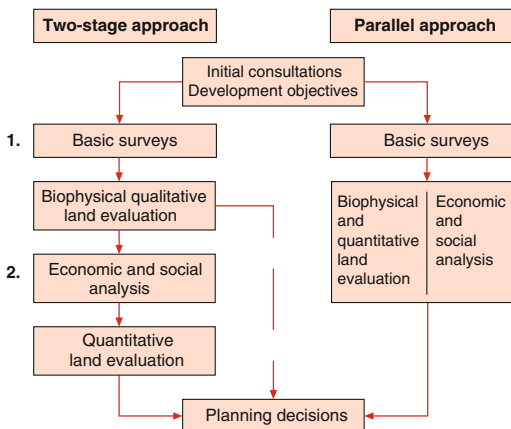 Two-stage approach
Parallel approach
Initial consultations
Development objectives
1.
Basic surveys
Basic surveys
Biophysical qualitative
land evaluation
Biophysical
and
quantitative
land
evaluation
Economic
and
social
analysis
2.
Economic and social
analysis
Quantitative
land evaluation
Planning decisions